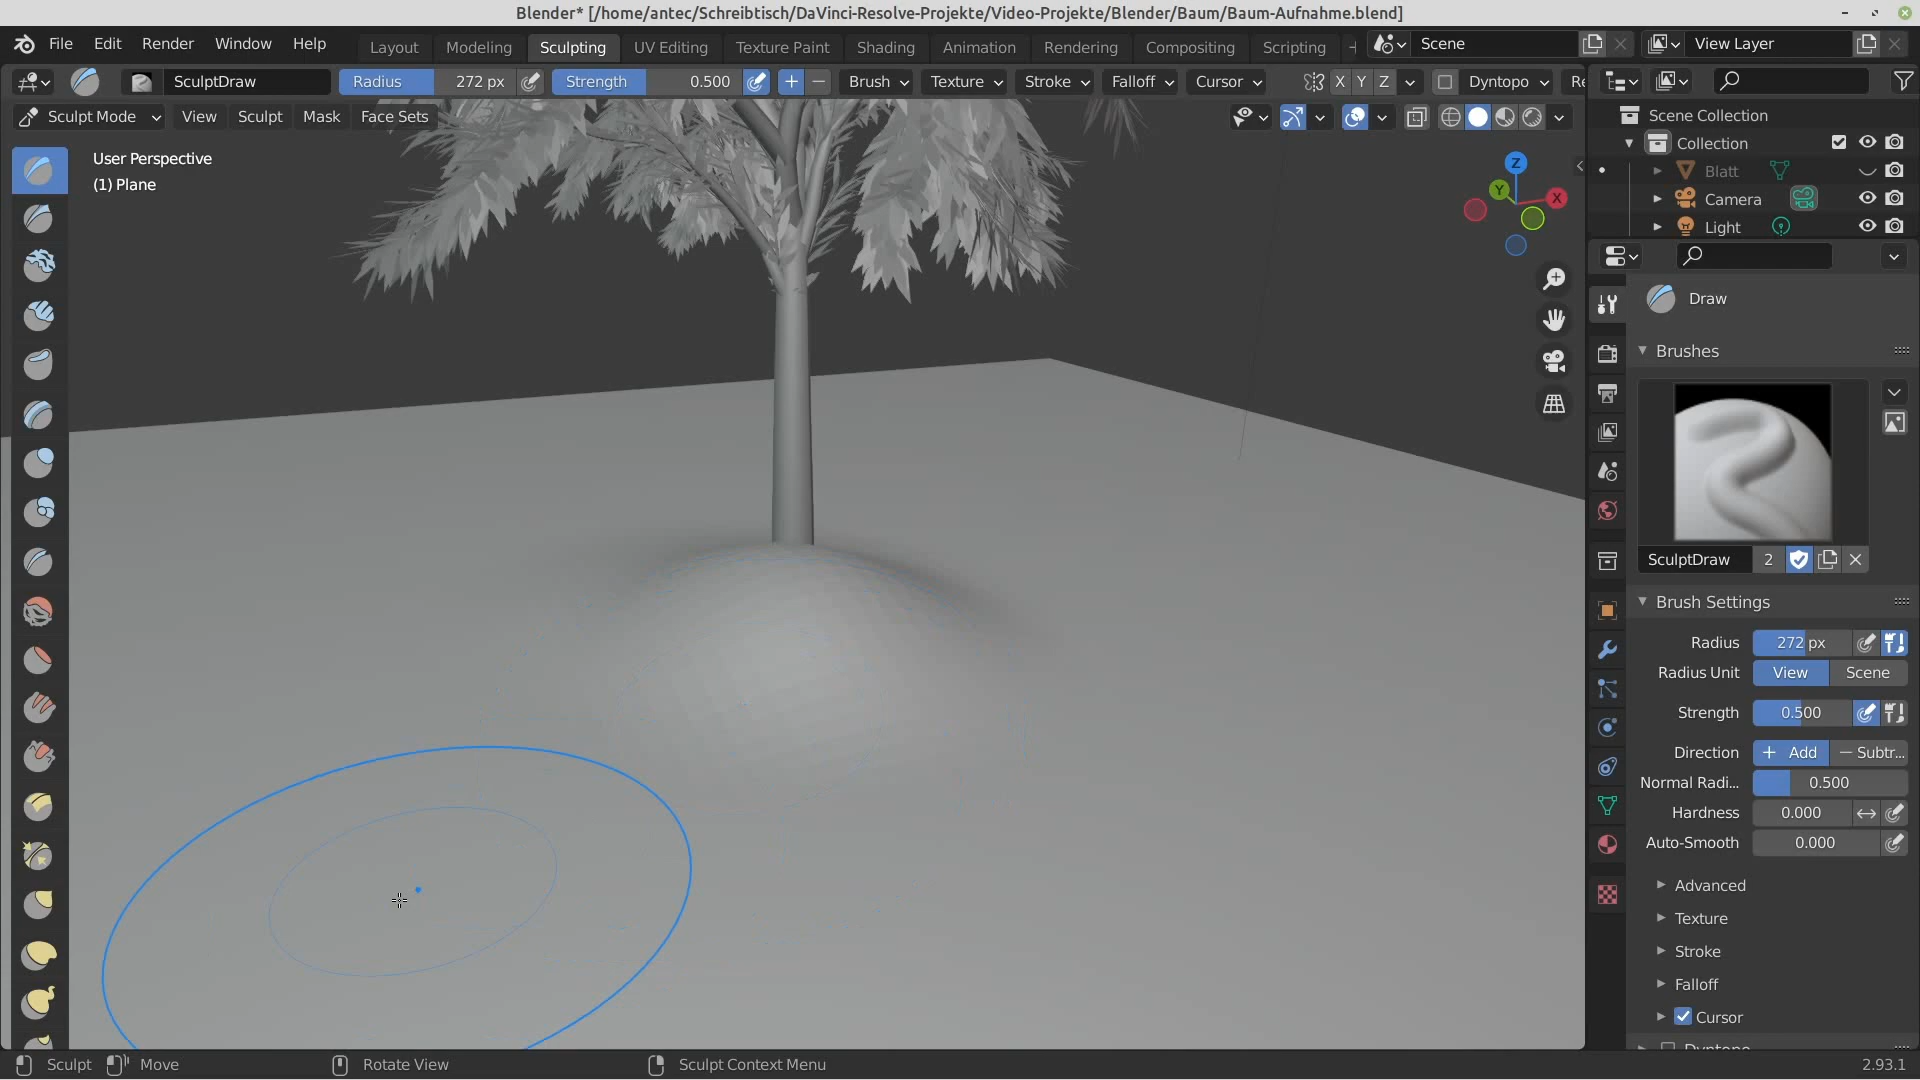 Blender* [/home/antec/Schreibtisch/DaVinci-Resolve-Projekte/Video-Projekte/Blender/Baum/Baum-Aufnahme.blend]
File Edit Render Window Help Layout Modeling Sculpting UV Editing Texture Paint Shading Animation Rendering Compositing Scripting Scene View Layer
SculptDraw Radius 272 px Strength 0.500 Brush Texture Stroke Falloff Cursor X Y Z Dyntopo Re
Sculpt Mode View Sculpt Mask Face Sets
Scene Collection
Collection
User Perspective
(1) Plane
Z
Y
X
Blatt
Camera
Light
Draw
Brushes
SculptDraw 2
Brush Settings
Radius 272 px
Radius Unit View Scene
Strength 0.500
Direction Add Subtr...
Normal Radi... 0.500
Hardness 0.000
Auto-Smooth 0.000
Advanced
Texture
Stroke
Falloff
Cursor
Dyntopo
Sculpt Move Rotate View Sculpt Context Menu 2.93.1